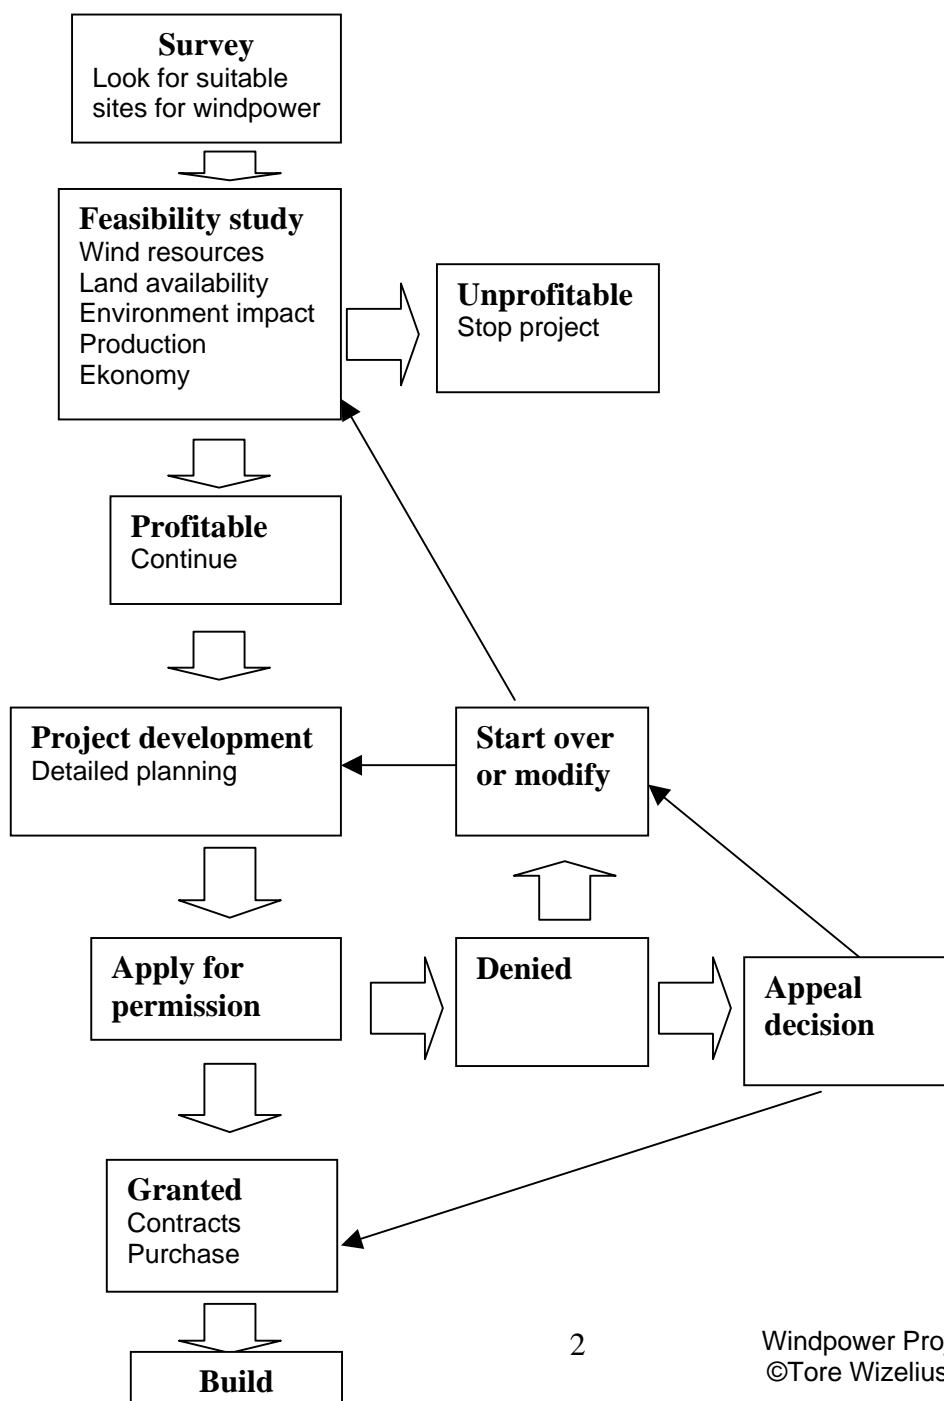 Survey
Look for suitable
sites for windpower
Feasibility study
Wind resources
Land availability
Environment impact
Production
Ekonomy
Unprofitable
Stop project
Profitable
Continue
Project development
Detailed planning
Start over
or modify
Apply for
permission
Denied
Appeal
decision
Granted
Contracts
Purchase
Build
2
Windpower
©Tore Wizelius